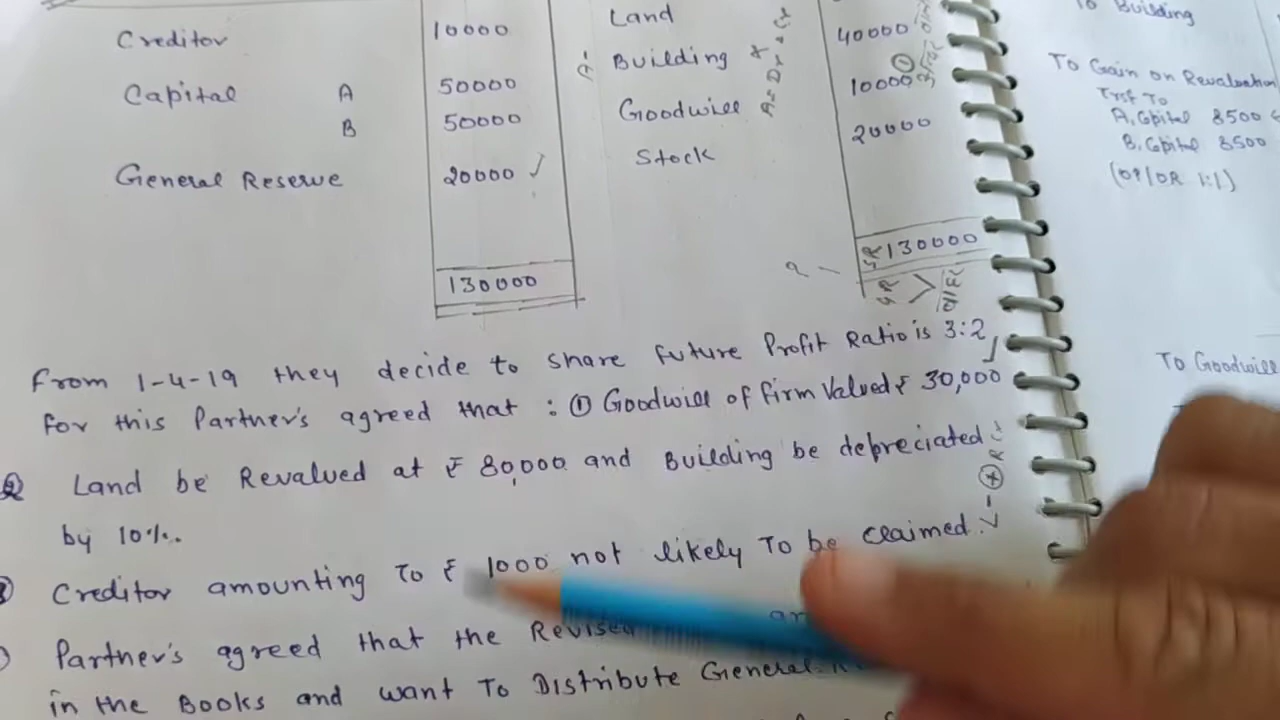 Creditor 10000 Land
Capital A 50000 Building 40000
B 50000 Goodwill 10000
General Reserve 20000 Stock 20000
130000 130000
From 1-4-19 they decide to share future Profit Ratio is 3:2
for this Partner's agreed that : ① Goodwill of firm Valued ₹ 30,000
② Land be Revalued at ₹ 80,000 and Building be depreciated
by 10%.
Creditor amounting To ₹ 1000 not likely To be claimed.
Partner's agreed that the Revised
in the Books and want To Distribute General
To Building
To Gain on Revaluation
Trsf To
A. Capital 8500
B. Capital 8500
(OP/OR 1:1)
To Goodwill